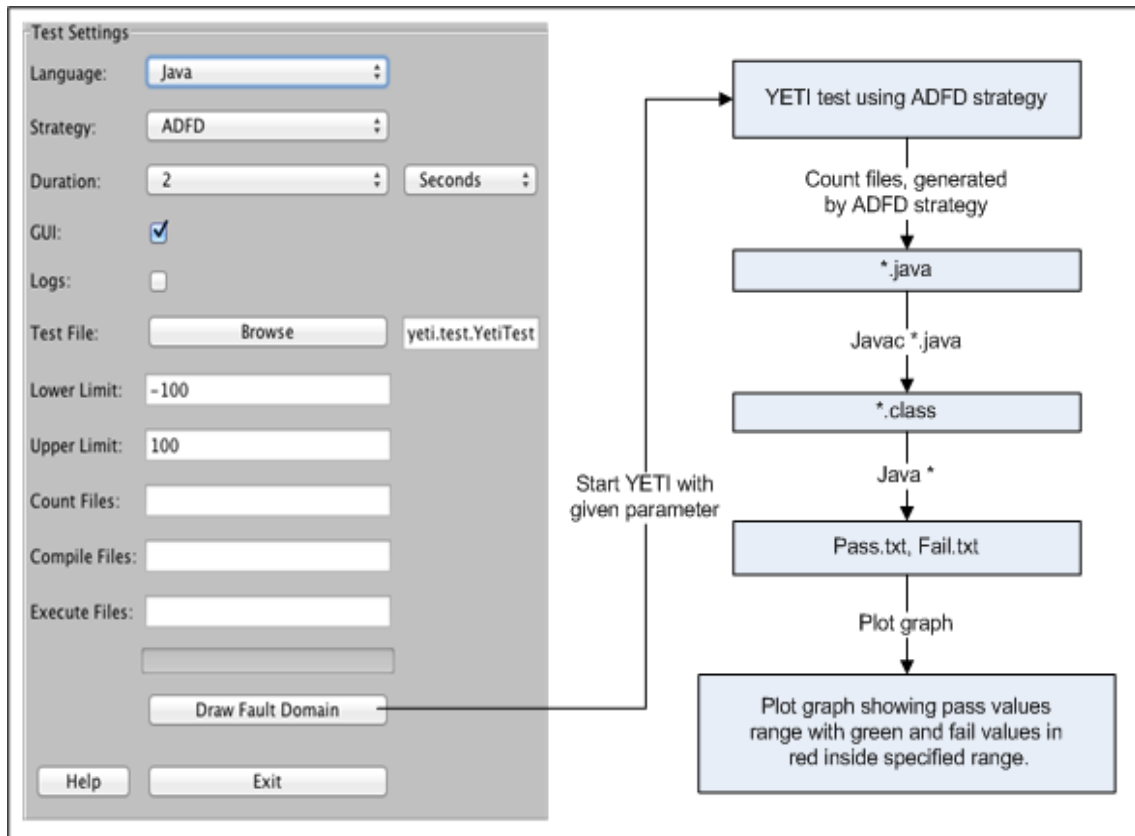 Test Settings
Language: Java
Strategy: ADFD
Duration: 2 Seconds
GUI:
Logs:
Test File: Browse yeti.test.YetiTest
Lower Limit: -100
Upper Limit: 100
Count Files:
Compile Files:
Execute Files:
Draw Fault Domain
Help Exit
Start YETI with
given parameter
YETI test using ADFD strategy
Count files, generated
by ADFD strategy
*.java
Javac *.java
*.class
Java *
Pass.txt, Fail.txt
Plot graph
Plot graph showing pass values
range with green and fail values in
red inside specified range.